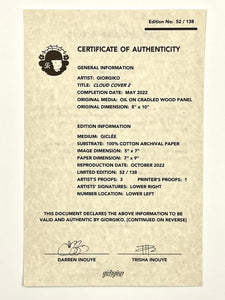 Edition No: 52 / 138
CERTIFICATE OF AUTHENTICITY
GENERAL INFORMATION
ARTIST: GIORGIKO
TITLE: CLOUD COVER 2
COMPLETION DATE: MAY 2022
ORIGINAL MEDIA: OIL ON CRADLED WOOD PANEL
ORIGINAL DIMENSION: 8" x 10"
EDITION INFORMATION
MEDIUM: GICLÉE
SUBSTRATE: 100% COTTON ARCHIVAL PAPER
IMAGE DIMENSION: 5" x 7"
PAPER DIMENSION: 7" x 9"
REPRODUCTION DATE: OCTOBER 2022
LIMITED EDITION: 52 / 138
ARTIST'S PROOFS: 3 PRINTER'S PROOFS: 1
ARTISTS' SIGNATURES: LOWER RIGHT
NUMBER LOCATION: LOWER LEFT
THIS DOCUMENT DECLARES THE ABOVE INFORMATION TO BE
VALID AND AUTHENTIC BY GIORGIKO. [CONTINUED ON REVERSE]
DARREN INOUYE TRISHA INOUYE
giorgiko